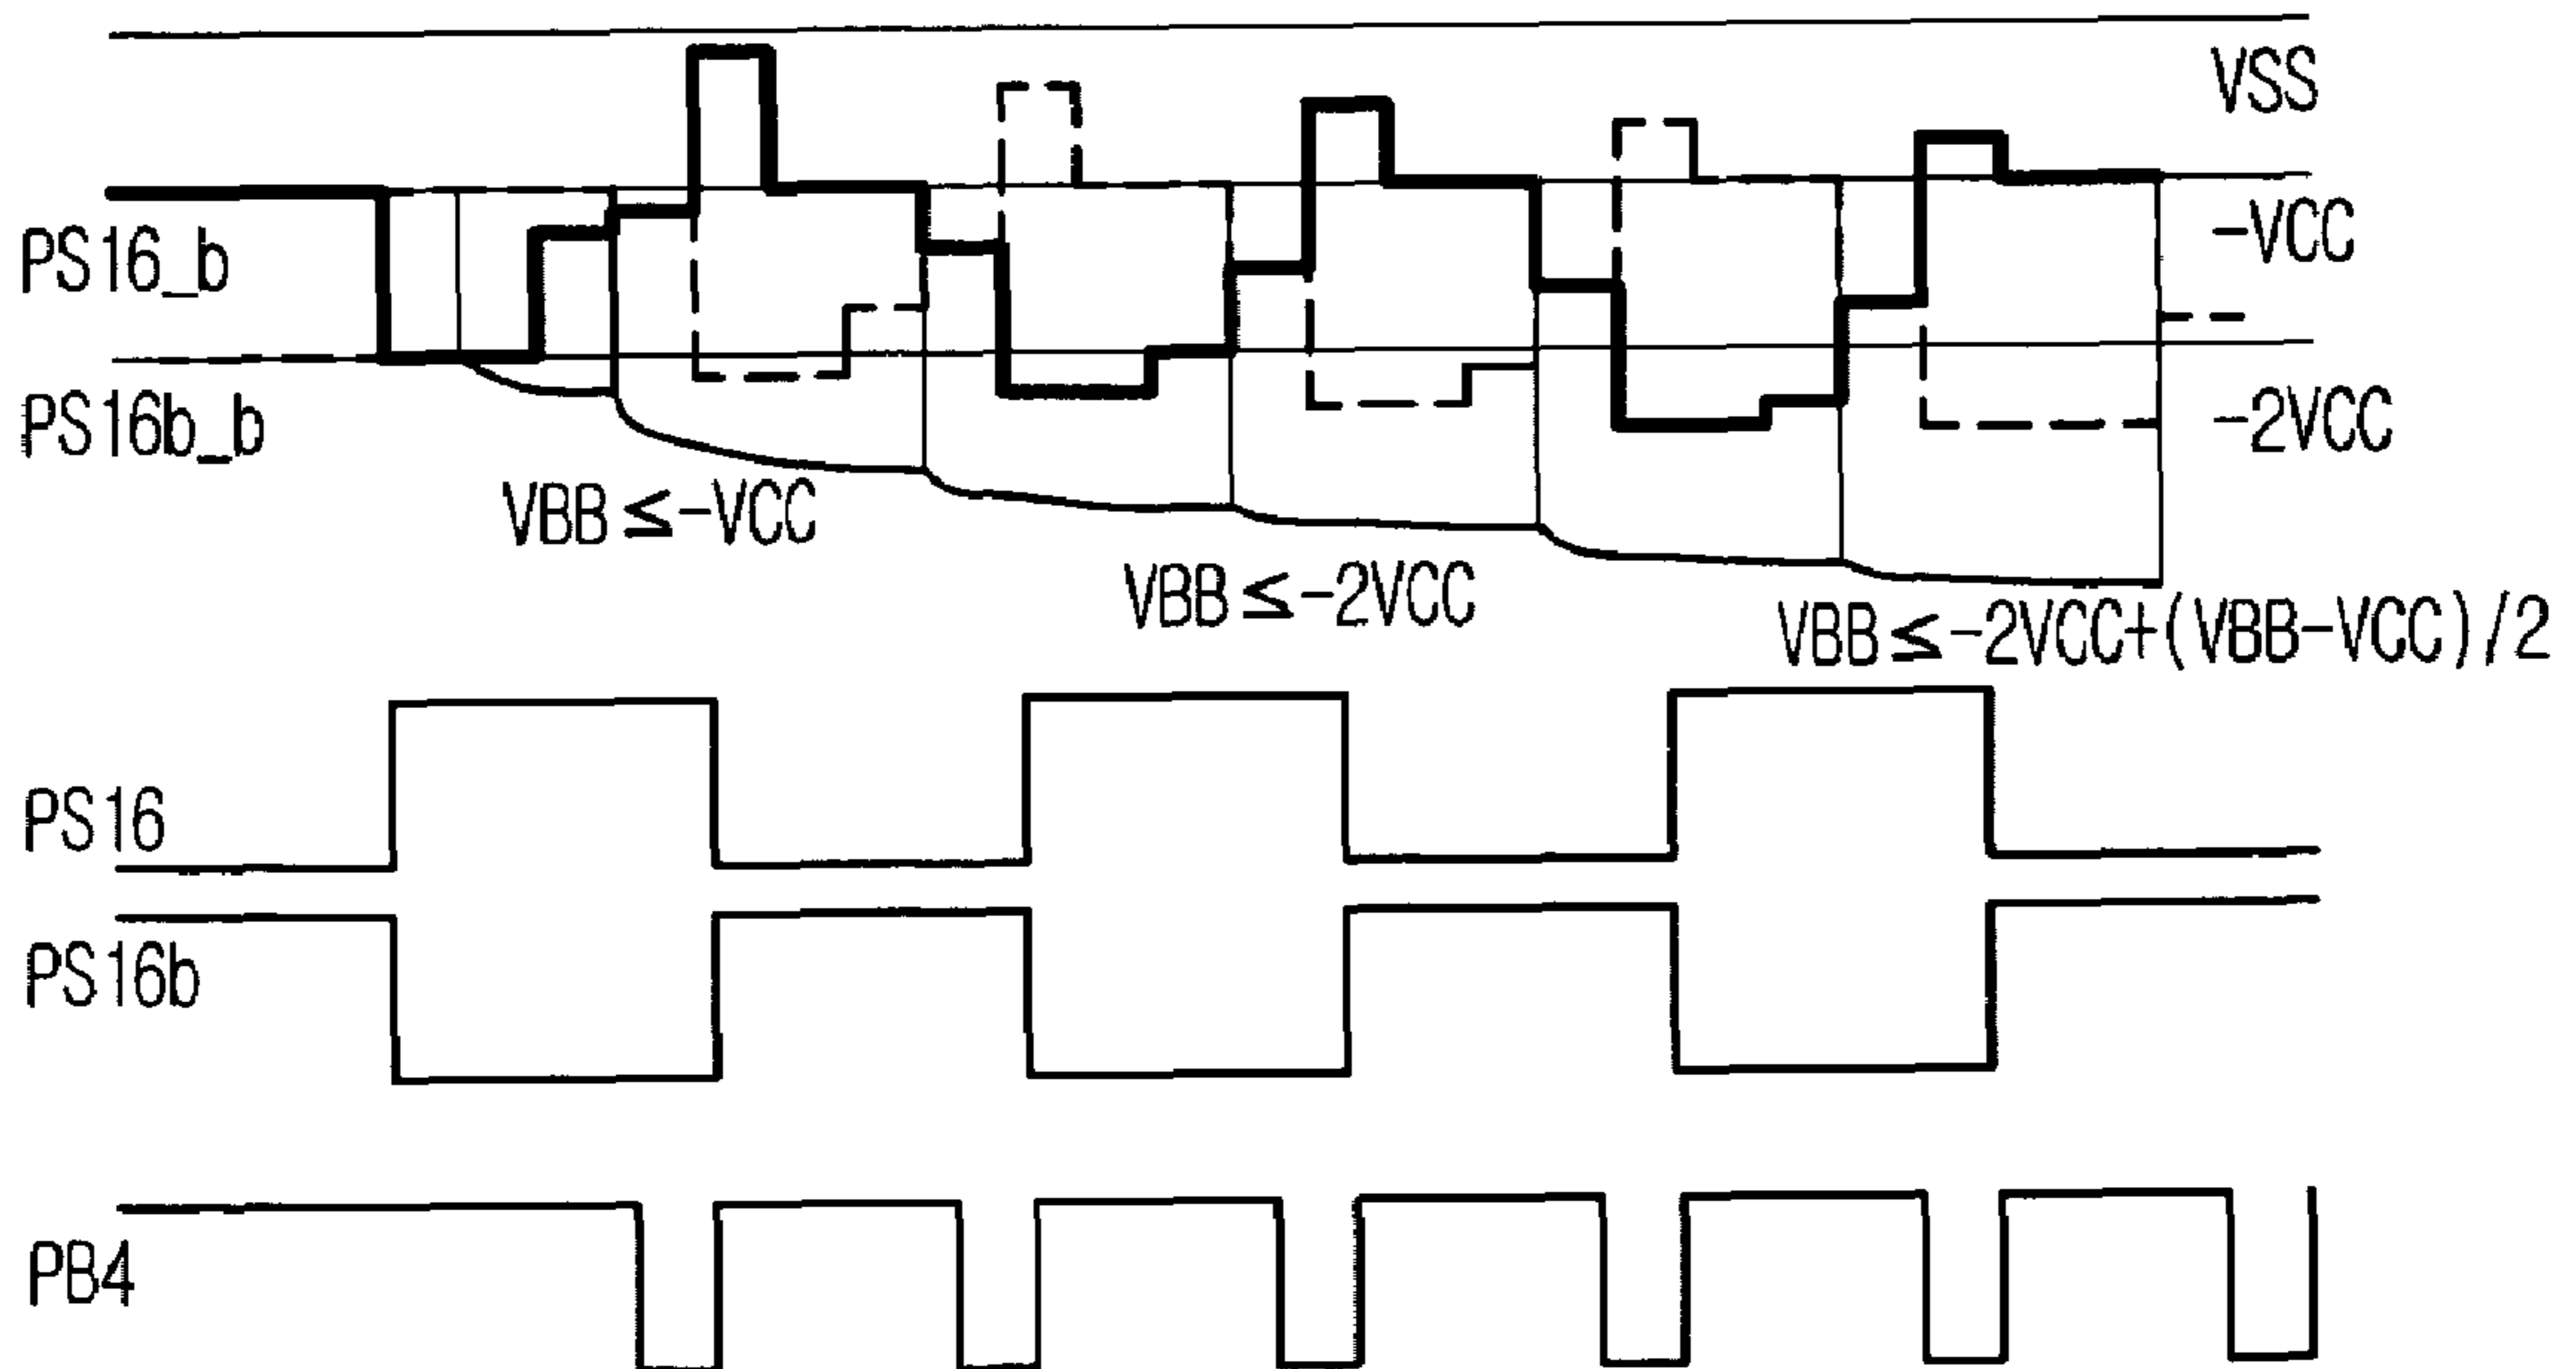 VSS
PS16_b
-VCC
PS16b_b
-2VCC
VBB ≤ -VCC
VBB ≤ -2VCC
VBB ≤ -2VCC+(VBB-VCC)/2
PS16
PS16b
PB4